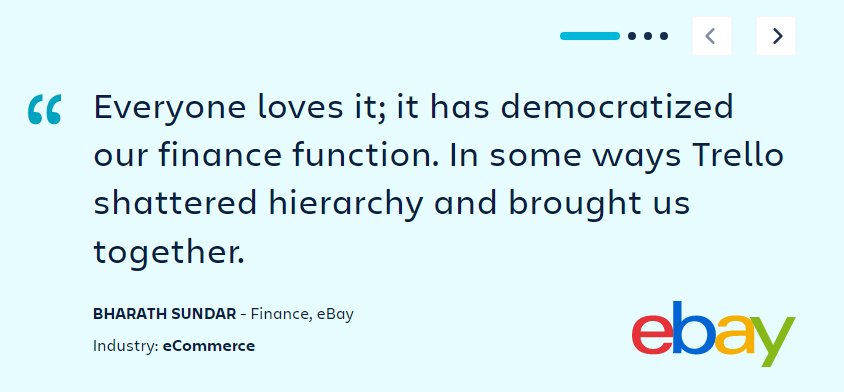 “
Everyone loves it; it has democratized
our finance function. In some ways Trello
shattered hierarchy and brought us
together.
BHARATH SUNDAR - Finance, eBay
Industry: eCommerce
ebay